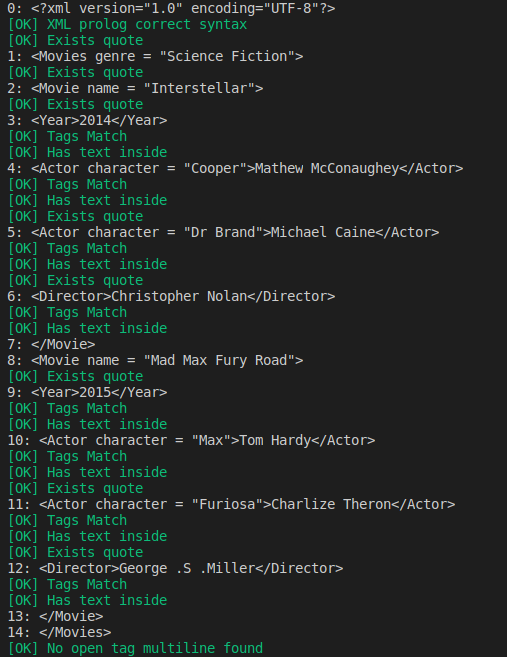 0: <?xml version="1.0" encoding="UTF-8"?>
[OK] XML prolog correct syntax
[OK] Exists quote
1: <Movies genre = "Science Fiction">
[OK] Exists quote
2: <Movie name = "Interstellar">
[OK] Exists quote
3: <Year>2014</Year>
[OK] Tags Match
[OK] Has text inside
4: <Actor character = "Cooper">Mathew McConaughey</Actor>
[OK] Tags Match
[OK] Has text inside
[OK] Exists quote
5: <Actor character = "Dr Brand">Michael Caine</Actor>
[OK] Tags Match
[OK] Has text inside
[OK] Exists quote
6: <Director>Christopher Nolan</Director>
[OK] Tags Match
[OK] Has text inside
7: </Movie>
8: <Movie name = "Mad Max Fury Road">
[OK] Exists quote
9: <Year>2015</Year>
[OK] Tags Match
[OK] Has text inside
10: <Actor character = "Max">Tom Hardy</Actor>
[OK] Tags Match
[OK] Has text inside
[OK] Exists quote
11: <Actor character = "Furiosa">Charlize Theron</Actor>
[OK] Tags Match
[OK] Has text inside
[OK] Exists quote
12: <Director>George .S .Miller</Director>
[OK] Tags Match
[OK] Has text inside
13: </Movie>
14: </Movies>
[OK] No open tag multiline found